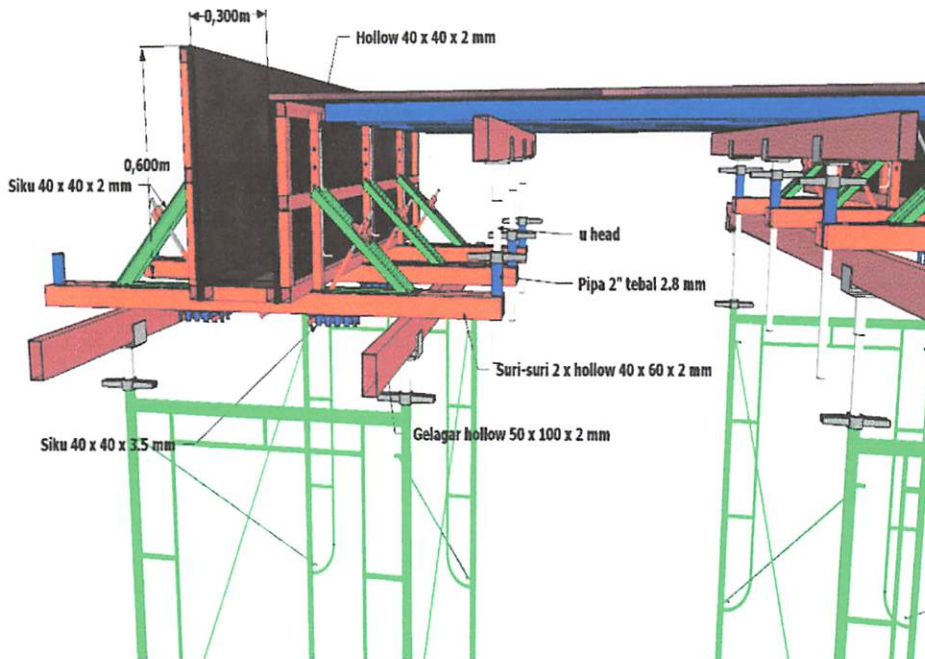 0,300m
Hollow 40 x 40 x 2 mm
0,600m
Siku 40 x 40 x 2 mm
u head
Pipa 2" tebal 2.8 mm
Suri-suri 2 x hollow 40 x 60 x 2 mm
Gelagar hollow 50 x 100 x 2 mm
Siku 40 x 40 x 3.5 mm